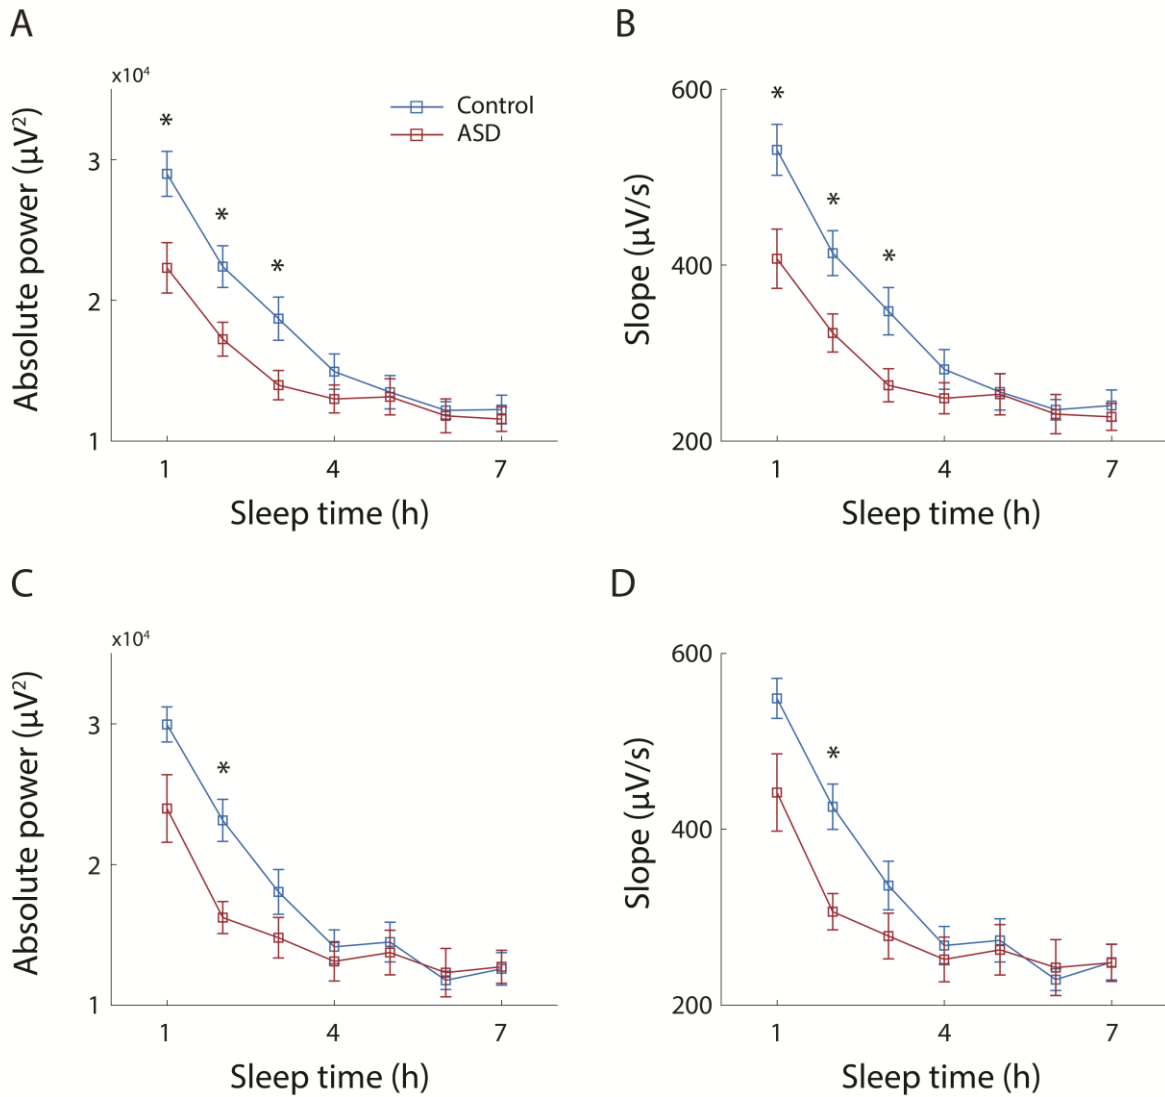 A
B
x10⁴
Absolute power (µV²)
3
2
1
*
*
*
Control
ASD
1
4
7
Sleep time (h)
Slope (µV/s)
600
400
200
*
*
*
1
4
7
Sleep time (h)
C
D
x10⁴
Absolute power (µV²)
3
2
1
*
1
4
7
Sleep time (h)
Slope (µV/s)
600
400
200
*
1
4
7
Sleep time (h)